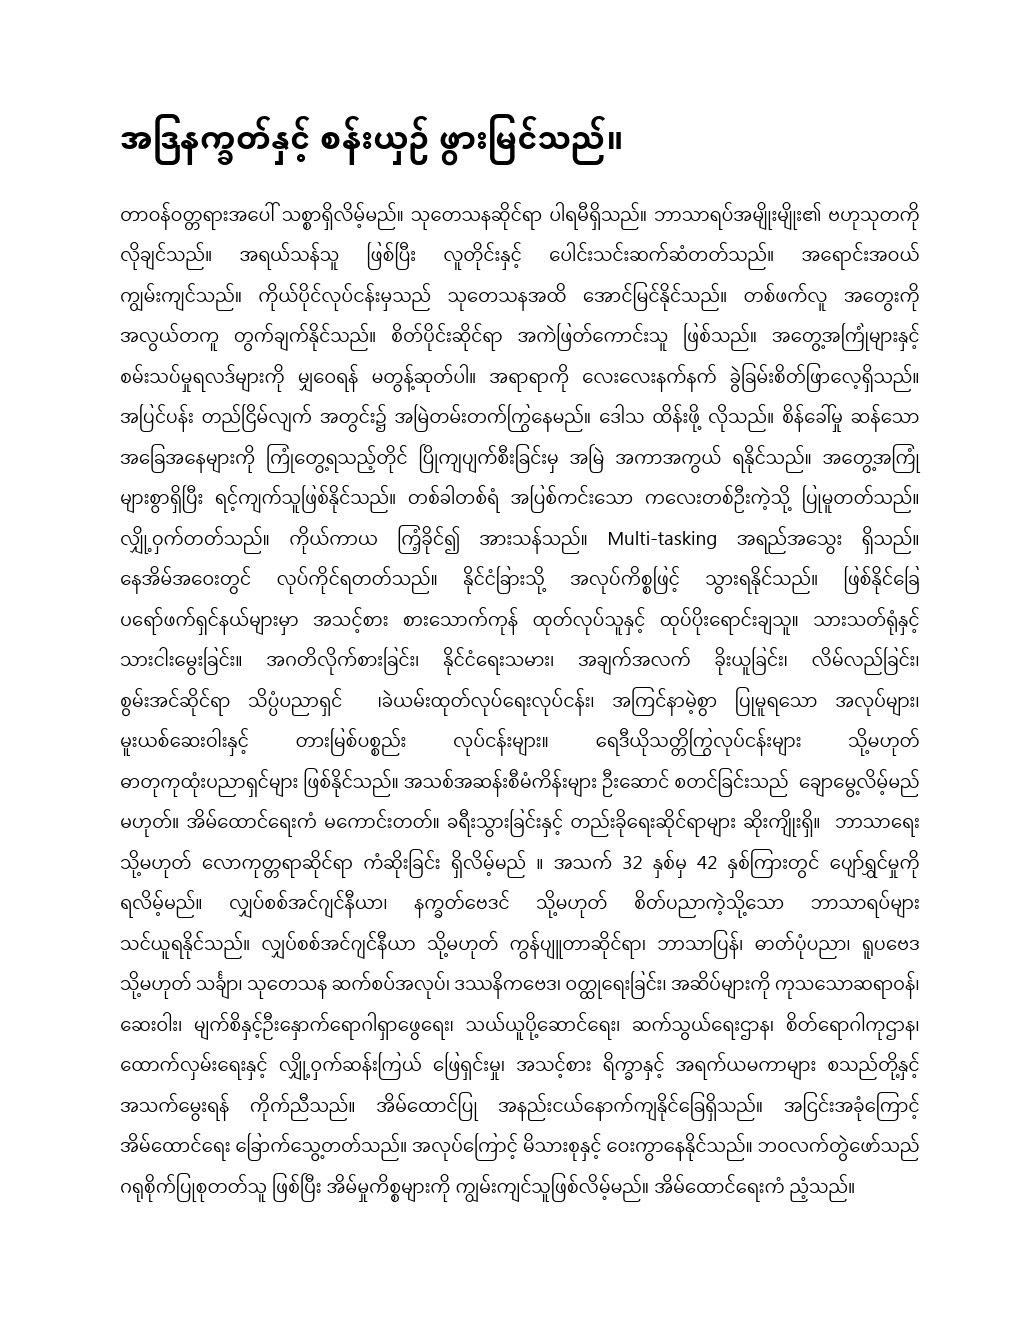 အဒြနက္ခတ်နှင့် စန်းယှဉ် ဖွားမြင်သည်။
တာဝန်ဝတ္တရားအပေါ် သစ္စာရှိလိမ့်မည်။ သုတေသနဆိုင်ရာ ပါရမီရှိသည်။ ဘာသာရပ်အမျိုးမျိုး၏ ဗဟုသုတကို
လိုချင်သည်။ အရယ်သန်သူ ဖြစ်ပြီး လူတိုင်းနှင့် ပေါင်းသင်းဆက်ဆံတတ်သည်။ အရောင်းအဝယ်
ကျွမ်းကျင်သည်။ ကိုယ်ပိုင်လုပ်ငန်းမှသည် သုတေသနအထိ အောင်မြင်နိုင်သည်။ တစ်ဖက်လူ အတွေးကို
အလွယ်တကူ တွက်ချက်နိုင်သည်။ စိတ်ပိုင်းဆိုင်ရာ အကဲဖြတ်ကောင်းသူ ဖြစ်သည်။ အတွေ့အကြုံများနှင့်
စမ်းသပ်မှုရလဒ်များကို မျှဝေရန် မတွန့်ဆုတ်ပါ။ အရာရာကို လေးလေးနက်နက် ခွဲခြမ်းစိတ်ဖြာလေ့ရှိသည်။
အပြင်ပန်း တည်ငြိမ်လျက် အတွင်း၌ အမြဲတမ်းတက်ကြွနေမည်။ ဒေါသ ထိန်းဖို့ လိုသည်။ စိန်ခေါ်မှု ဆန်သော
အခြေအနေများကို ကြုံတွေ့ရသည့်တိုင် ပြိုကျပျက်စီးခြင်းမှ အမြဲ အကာအကွယ် ရနိုင်သည်။ အတွေ့အကြုံ
များစွာရှိပြီး ရင့်ကျက်သူဖြစ်နိုင်သည်။ တစ်ခါတစ်ရံ အပြစ်ကင်းသော ကလေးတစ်ဦးကဲ့သို့ ပြုမူတတ်သည်။
လျှို့ဝှက်တတ်သည်။ ကိုယ်ကာယ ကြံ့ခိုင်၍ အားသန်သည်။ Multi-tasking အရည်အသွေး ရှိသည်။
နေအိမ်အဝေးတွင် လုပ်ကိုင်ရတတ်သည်။ နိုင်ငံခြားသို့ အလုပ်ကိစ္စဖြင့် သွားရနိုင်သည်။ ဖြစ်နိုင်ခြေ
ပရော်ဖက်ရှင်နယ်များမှာ အသင့်စား စားသောက်ကုန် ထုတ်လုပ်သူနှင့် ထုပ်ပိုးရောင်းချသူ။ သားသတ်ရုံနှင့်
သားငါးမွေးခြင်း။ အဂတိလိုက်စားခြင်း၊ နိုင်ငံရေးသမား၊ အချက်အလက် ခိုးယူခြင်း၊ လိမ်လည်ခြင်း၊
စွမ်းအင်ဆိုင်ရာ သိပ္ပံပညာရှင် ၊ခဲယမ်းထုတ်လုပ်ရေးလုပ်ငန်း၊ အကြင်နာမဲ့စွာ ပြုမူရသော အလုပ်များ၊
မူးယစ်ဆေးဝါးနှင့် တားမြစ်ပစ္စည်း လုပ်ငန်းများ။ ရေဒီယိုသတ္တိကြွလုပ်ငန်းများ သို့မဟုတ်
ဓာတုကုထုံးပညာရှင်များ ဖြစ်နိုင်သည်။ အသစ်အဆန်းစီမံကိန်းများ ဦးဆောင် စတင်ခြင်းသည် ချောမွေ့လိမ့်မည်
မဟုတ်။ အိမ်ထောင်ရေးကံ မကောင်းတတ်။ ခရီးသွားခြင်းနှင့် တည်းခိုရေးဆိုင်ရာများ ဆိုးကျိုးရှိ။ ဘာသာရေး
သို့မဟုတ် လောကုတ္တရာဆိုင်ရာ ကံဆိုးခြင်း ရှိလိမ့်မည် ။ အသက် 32 နှစ်မှ 42 နှစ်ကြားတွင် ပျော်ရွှင်မှုကို
ရလိမ့်မည်။ လျှပ်စစ်အင်ဂျင်နီယာ၊ နက္ခတ်ဗေဒင် သို့မဟုတ် စိတ်ပညာကဲ့သို့သော ဘာသာရပ်များ
သင်ယူရနိုင်သည်။ လျှပ်စစ်အင်ဂျင်နီယာ သို့မဟုတ် ကွန်ပျူတာဆိုင်ရာ၊ ဘာသာပြန်၊ ဓာတ်ပုံပညာ၊ ရူပဗေဒ
သို့မဟုတ် သင်္ချာ၊ သုတေသန ဆက်စပ်အလုပ်၊ ဒဿနိကဗေဒ၊ ဝတ္ထုရေးခြင်း၊ အဆိပ်များကို ကုသသောဆရာဝန်၊
ဆေးဝါး၊ မျက်စိနှင့်ဦးနှောက်ရောဂါရှာဖွေရေး၊ သယ်ယူပို့ဆောင်ရေး၊ ဆက်သွယ်ရေးဌာန၊ စိတ်ရောဂါကုဌာန၊
ထောက်လှမ်းရေးနှင့် လျှို့ဝှက်ဆန်းကြယ် ဖြေရှင်းမှု၊ အသင့်စား ရိက္ခာနှင့် အရက်ယမကာများ စသည်တို့နှင့်
အသက်မွေးရန် ကိုက်ညီသည်။ အိမ်ထောင်ပြု အနည်းငယ်နောက်ကျနိုင်ခြေရှိသည်။ အငြင်းအခုံကြောင့်
အိမ်ထောင်ရေး ခြောက်သွေ့တတ်သည်။ အလုပ်ကြောင့် မိသားစုနှင့် ဝေးကွာနေနိုင်သည်။ ဘဝလက်တွဲဖော်သည်
ဂရုစိုက်ပြုစုတတ်သူ ဖြစ်ပြီး အိမ်မှုကိစ္စများကို ကျွမ်းကျင်သူဖြစ်လိမ့်မည်။ အိမ်ထောင်ရေးကံ ညံ့သည်။